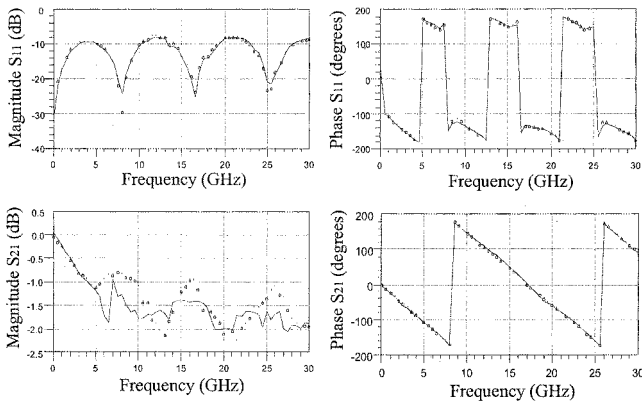 Magnitude S11 (dB)
0
-10
-20
-30
-40
0 5 10 15 20 25 30
Frequency (GHz)
Phase S11 (degrees)
200
100
0
-100
-200
0 5 10 15 20 25 30
Frequency (GHz)
Magnitude S21 (dB)
0.5
0.0
-0.5
-1.0
-1.5
-2.0
-2.5
0 5 10 15 20 25 30
Frequency (GHz)
Phase S21 (degrees)
200
100
0
-100
-200
0 5 10 15 20 25 30
Frequency (GHz)